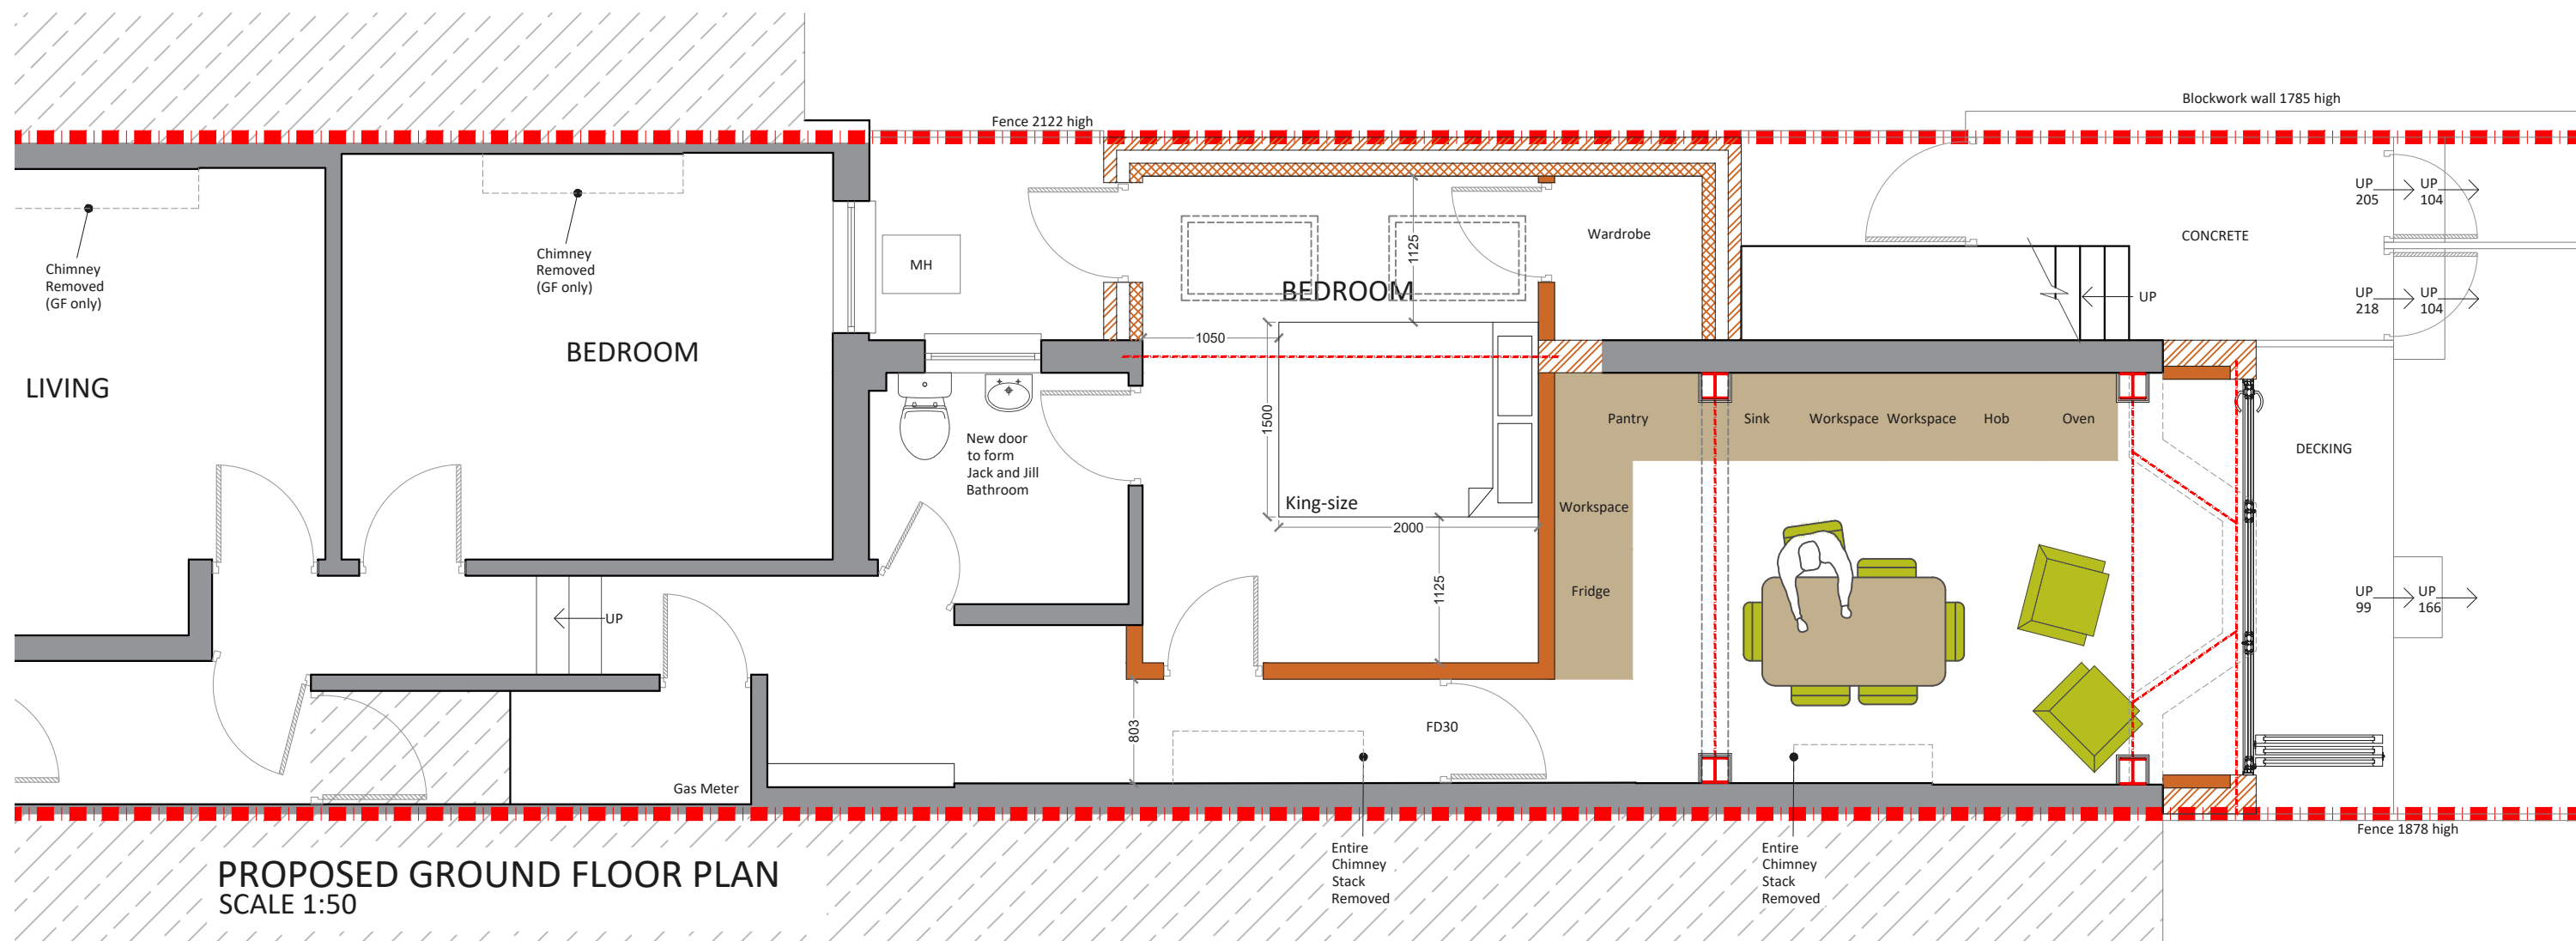 Blockwork wall 1785 high
Fence 2122 high
UP
205
UP
104
Wardrobe
CONCRETE
1125
Chimney
Removed
(GF only)
Chimney
Removed
(GF only)
MH
BEDROOM
UP
UP
218
UP
104
1050
BEDROOM
LIVING
Pantry
Sink
Workspace
Workspace
Hob
Oven
1500
New door
to form
Jack and Jill
Bathroom
DECKING
King-size
Workspace
2000
1125
Fridge
UP
99
UP
166
UP
803
FD30
Gas Meter
Fence 1878 high
Entire
Chimney
Stack
Removed
Entire
Chimney
Stack
Removed
PROPOSED GROUND FLOOR PLAN
SCALE 1:50